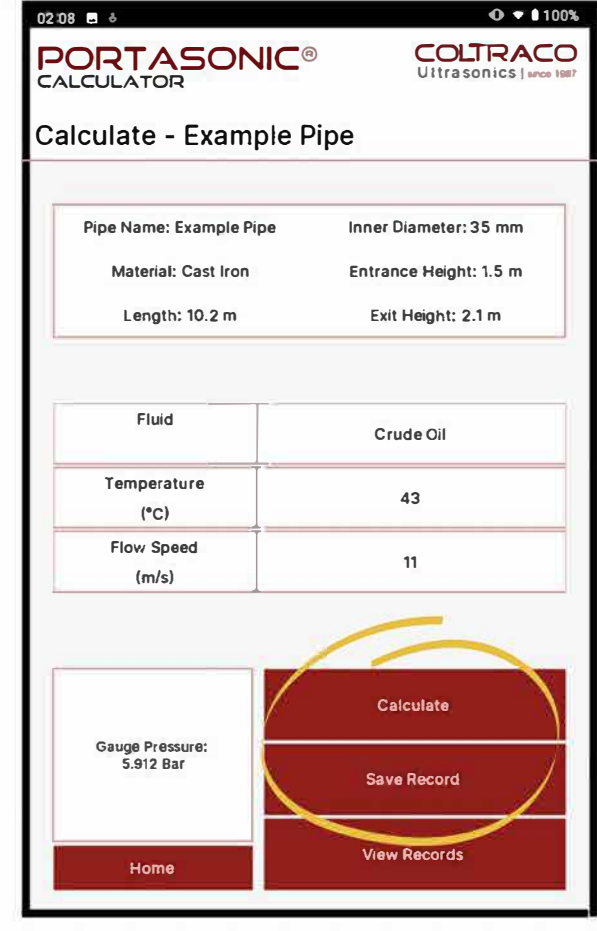 02:08 100%
PORTASONIC®
CALCULATOR
COLTRACO
Ultrasonics | since 1987
Calculate - Example Pipe
Pipe Name: Example Pipe Inner Diameter: 35 mm
Material: Cast Iron Entrance Height: 1.5 m
Length: 10.2 m Exit Height: 2.1 m
Fluid
Crude Oil
Temperature
(°C)
43
Flow Speed
(m/s)
11
Gauge Pressure:
5.912 Bar
Home
Calculate
Save Record
View Records